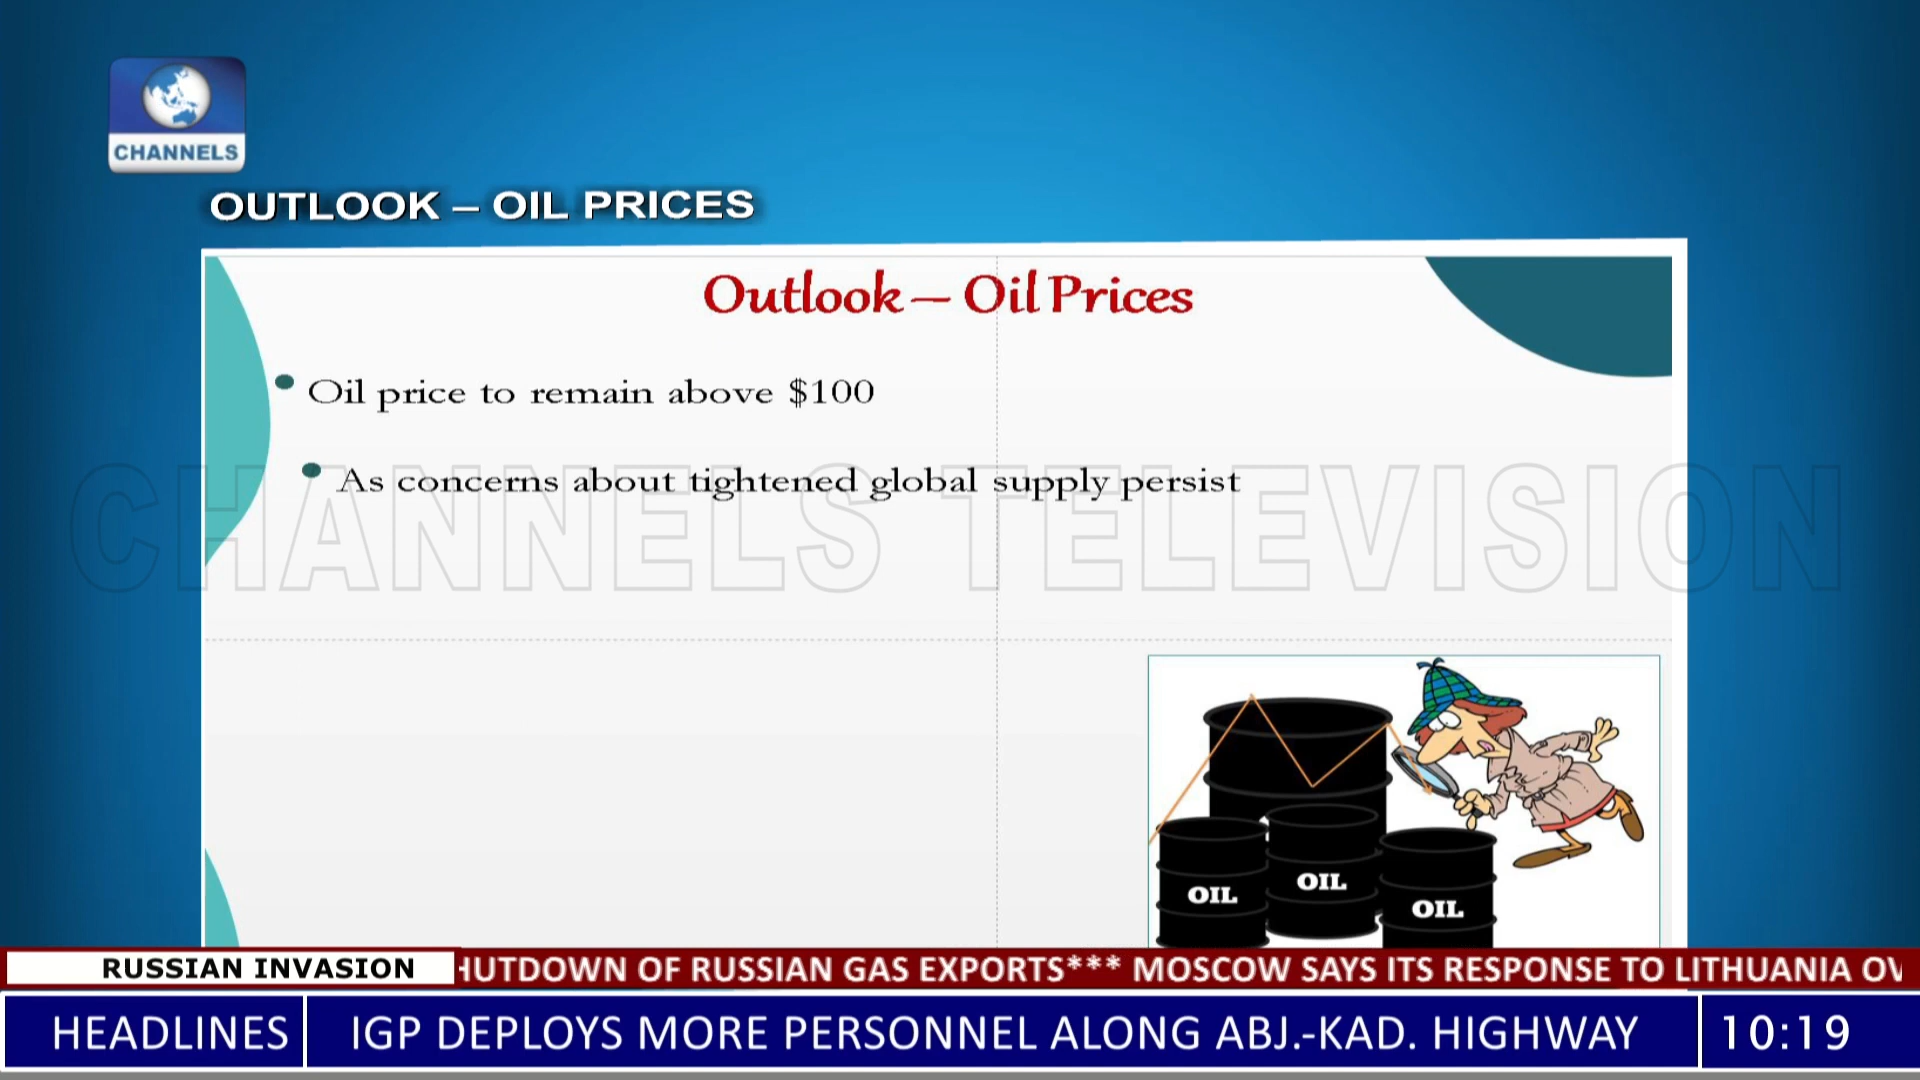 CHANNELS
OUTLOOK – OIL PRICES
Outlook – Oil Prices
Oil price to remain above $100
As concerns about tightened global supply persist
CHANNELS TELEVISION
OIL
OIL
OIL
RUSSIAN INVASION
OF RUSSIAN GAS EXPORTS*** MOSCOW SAYS ITS RESPONSE TO LITHUANIA
HEADLINES
IGP DEPLOYS MORE PERSONNEL ALONG ABJ.-KAD. HIGHWAY
10:19